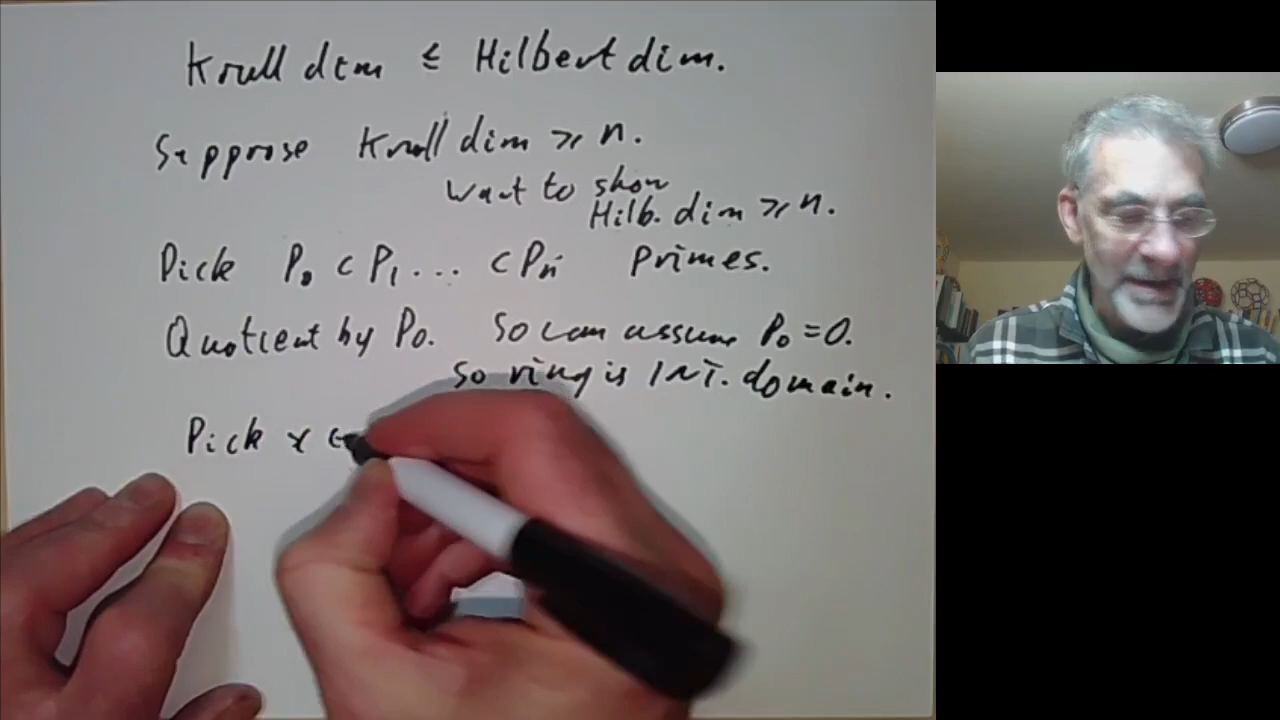 Krull dim ≤ Hilbert dim.
Suppose Krull dim ≥ n.
Want to show
Hilb. dim ≥ n.
Pick P₀ ⊂ P₁ ... ⊂ Pₙ primes.
Quotient by P₀. So can assume P₀ = 0.
So ring is INT. domain.
Pick x ∈